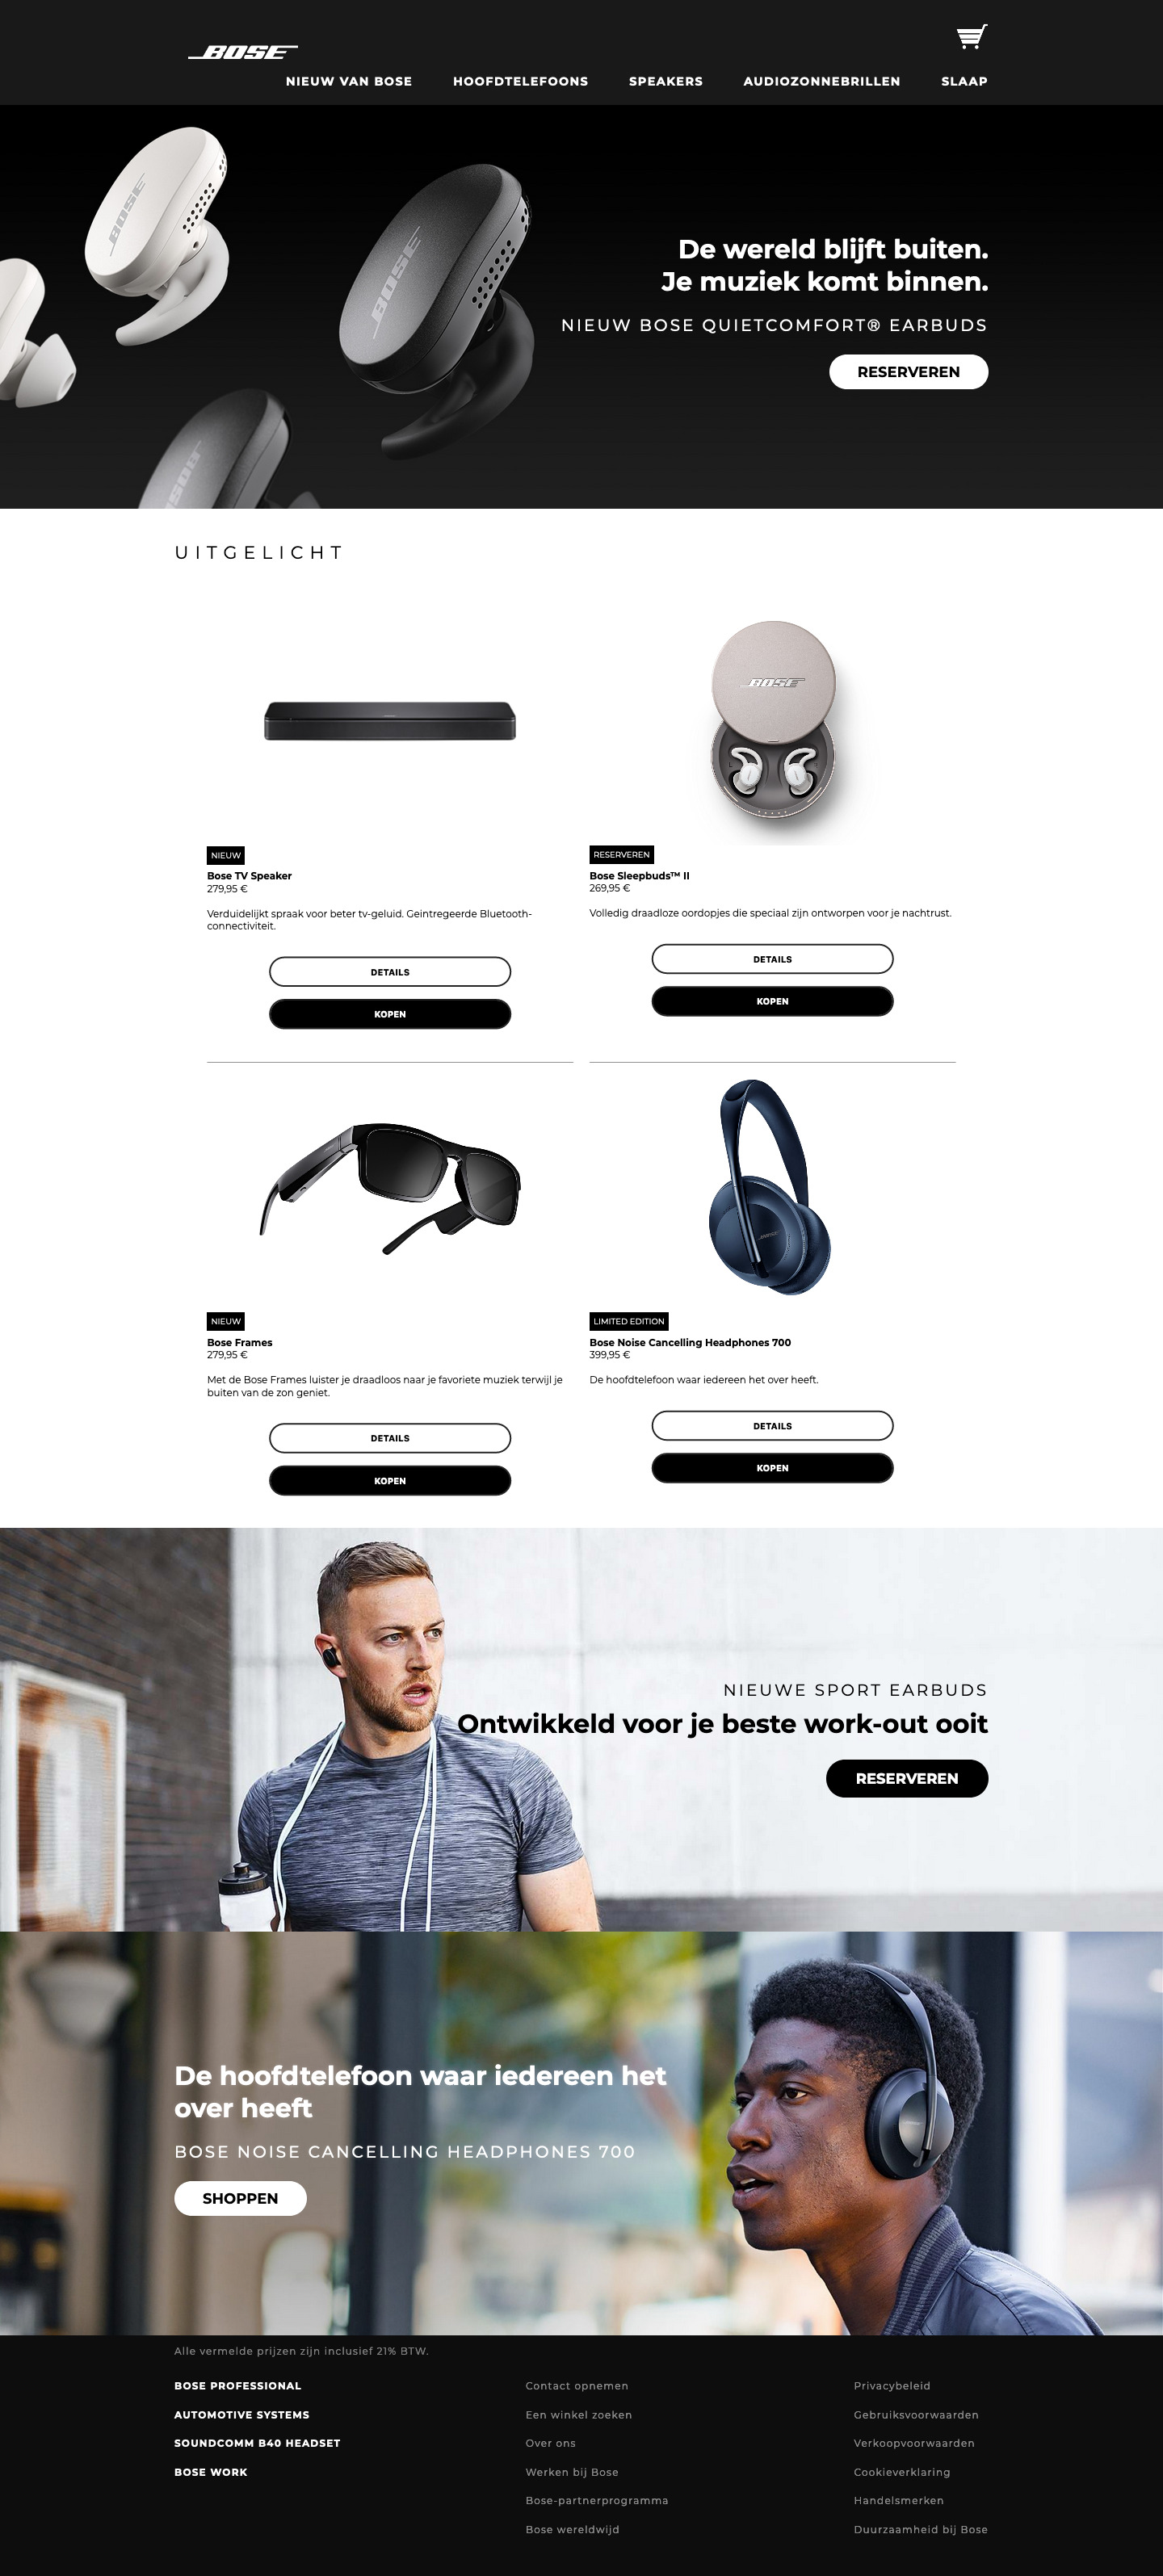 BOSE
NIEUW VAN BOSE HOOFDTELEFOONS SPEAKERS AUDIOZONNEBRILLEN SLAAP
BOSE
BOSE
BOSE
De wereld blijft buiten.
Je muziek komt binnen.
NIEUW BOSE QUIETCOMFORT® EARBUDS
RESERVEREN
UITGELICHT
BOSE
NIEUW
Bose TV Speaker
279,95 €
Verduidelijkt spraak voor beter tv-geluid. Geintregeerde Bluetooth-
connectiviteit.
DETAILS
KOPEN
RESERVEREN
Bose Sleepbuds™ II
269,95 €
Volledig draadloze oordopjes die speciaal zijn ontworpen voor je nachtrust.
DETAILS
KOPEN
BOSE
NIEUW
Bose Frames
279,95 €
Met de Bose Frames luister je draadloos naar je favoriete muziek terwijl je
buiten van de zon geniet.
DETAILS
KOPEN
LIMITED EDITION
Bose Noise Cancelling Headphones 700
399,95 €
De hoofdtelefoon waar iedereen het over heeft.
DETAILS
KOPEN
NIEUWE SPORT EARBUDS
Ontwikkeld voor je beste work-out ooit
RESERVEREN
De hoofdtelefoon waar iedereen het
over heeft
BOSE NOISE CANCELLING HEADPHONES 700
SHOPPEN
Alle vermelde prijzen zijn inclusief 21% BTW.
BOSE PROFESSIONAL
AUTOMOTIVE SYSTEMS
SOUNDCOMM B40 HEADSET
BOSE WORK
Contact opnemen
Een winkel zoeken
Over ons
Werken bij Bose
Bose-partnerprogramma
Bose wereldwijd
Privacybeleid
Gebruiksvoorwaarden
Verkoopvoorwaarden
Cookieverklaring
Handelsmerken
Duurzaamheid bij Bose